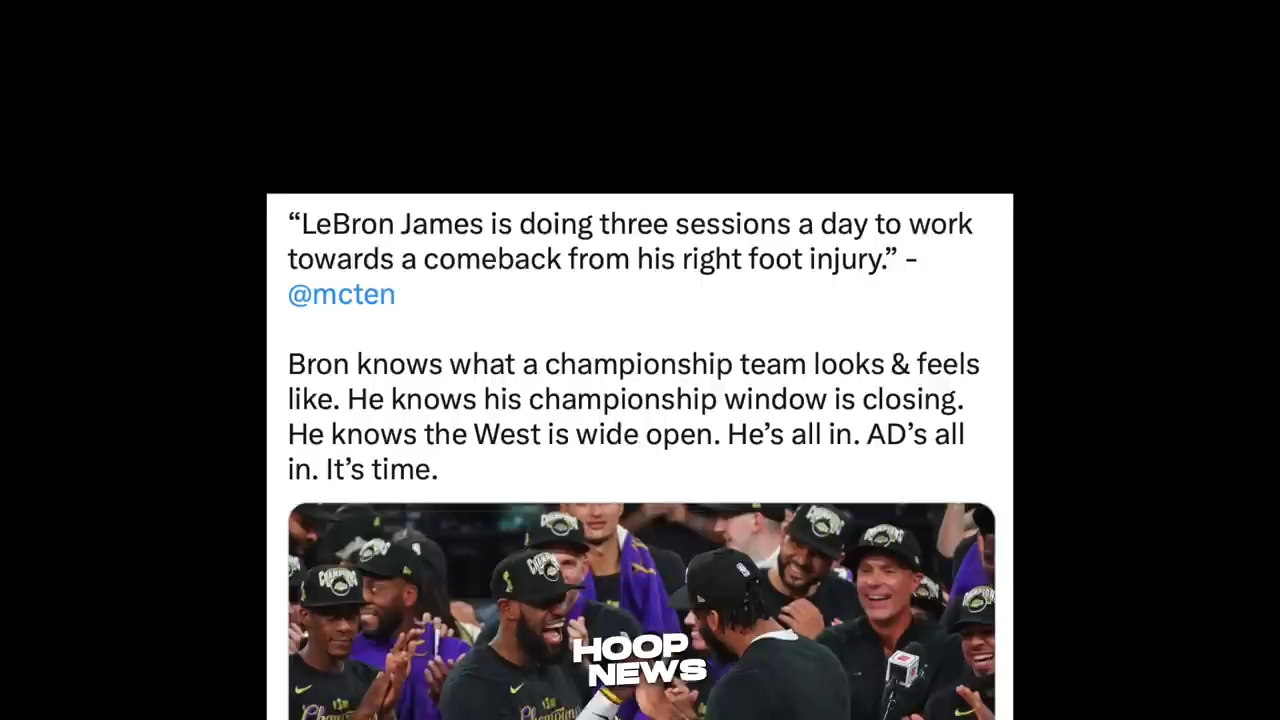 “LeBron James is doing three sessions a day to work
towards a comeback from his right foot injury.” -
@mcten
Bron knows what a championship team looks & feels
like. He knows his championship window is closing.
He knows the West is wide open. He’s all in. AD’s all
in. It’s time.
HOOP
NEWS